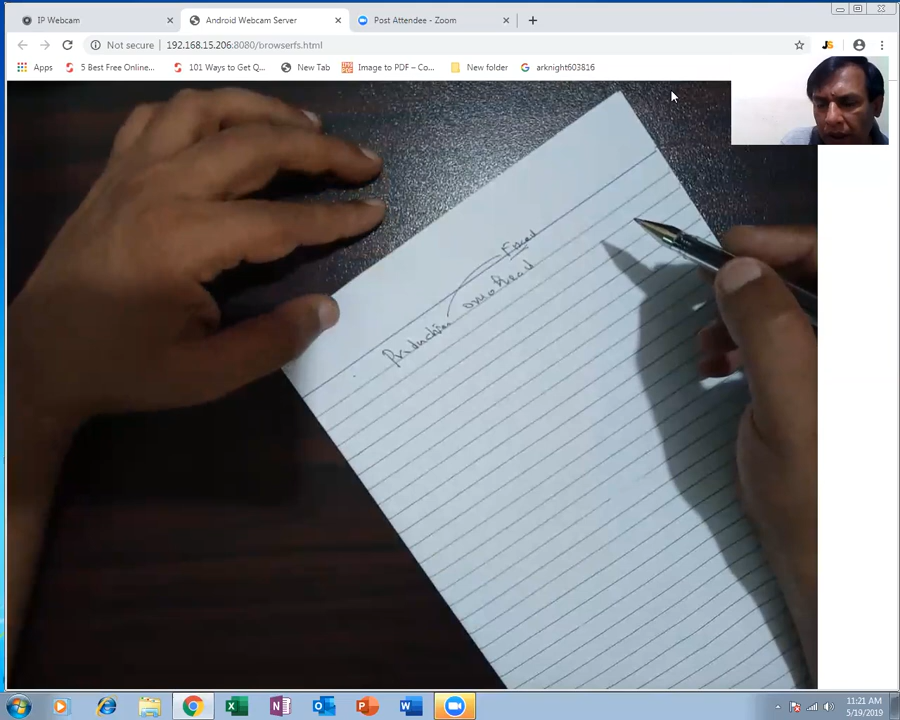 IP Webcam
Android Webcam Server
Post Attendee - Zoom
Not secure
192.168.15.206:8080/browserfs.html
JS
Apps
5 Best Free Online...
101 Ways to Get Q...
New Tab
Image to PDF – Co...
New folder
arknight603816
Fixed
Production overhead
11:21 AM
5/19/2019